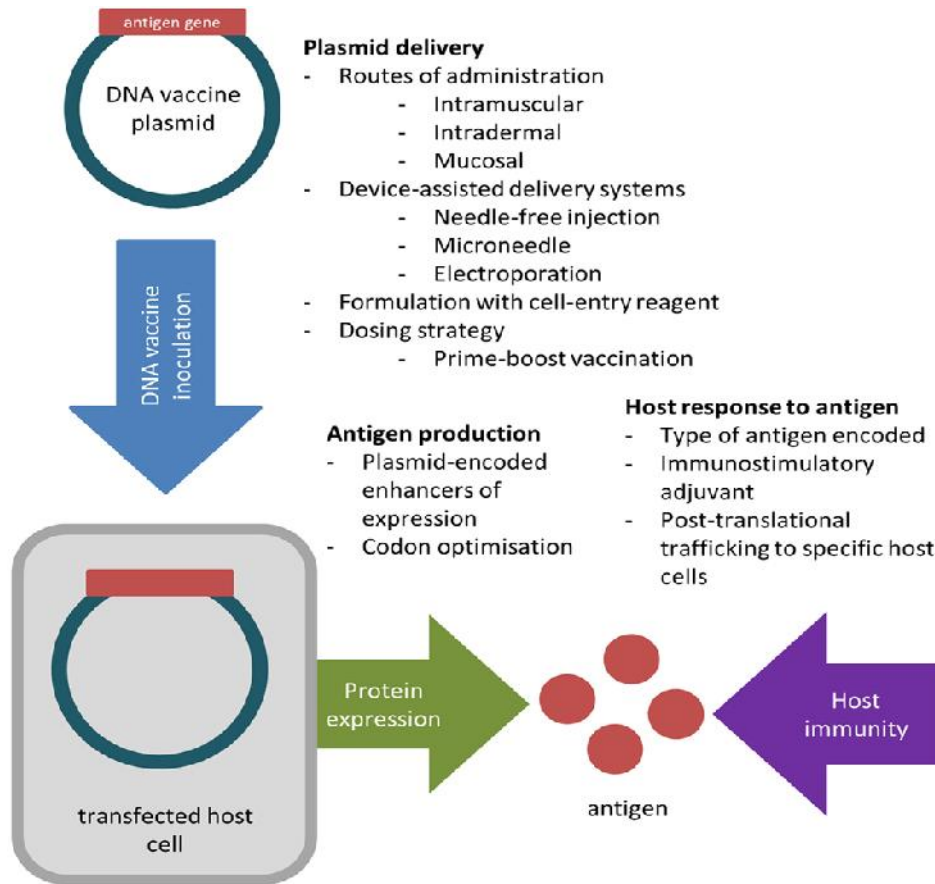 antigen gene
DNA vaccine
plasmid
Plasmid delivery
- Routes of administration
- Intramuscular
- Intradermal
- Mucosal
- Device-assisted delivery systems
- Needle-free injection
- Microneedle
- Electroporation
- Formulation with cell-entry reagent
- Dosing strategy
- Prime-boost vaccination
DNA vaccine
inoculation
Antigen production
- Plasmid-encoded
enhancers of
expression
- Codon optimisation
Host response to antigen
- Type of antigen encoded
- Immunostimulatory
adjuvant
- Post-translational
trafficking to specific host
cells
transfected host
cell
Protein
expression
antigen
Host
immunity